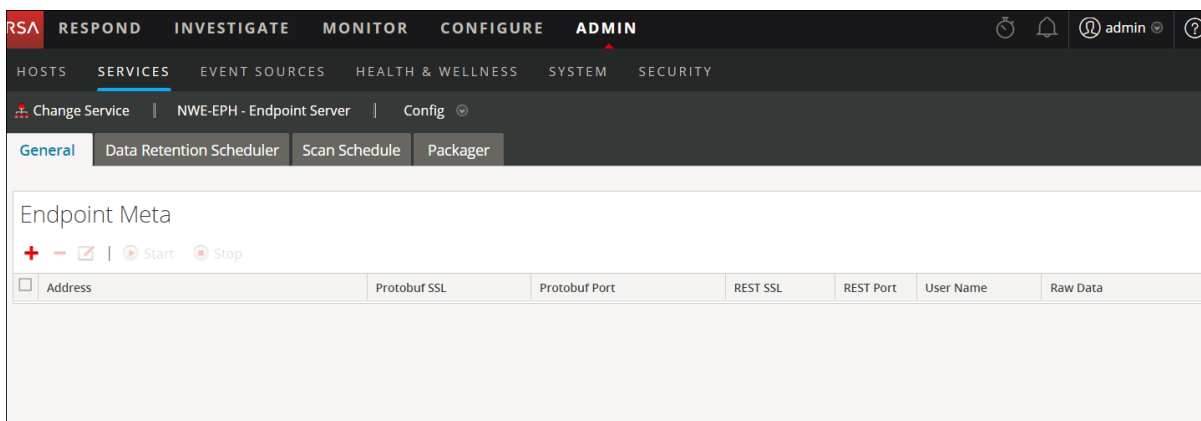 RSA RESPOND INVESTIGATE MONITOR CONFIGURE ADMIN admin ?
HOSTS SERVICES EVENT SOURCES HEALTH & WELLNESS SYSTEM SECURITY
Change Service NWE-EPH - Endpoint Server Config
General Data Retention Scheduler Scan Schedule Packager
Endpoint Meta
Start Stop
Address Protobuf SSL Protobuf Port REST SSL REST Port User Name Raw Data